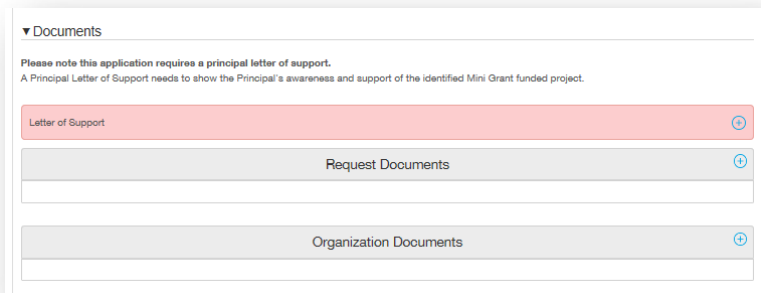 ▼Documents
Please note this application requires a principal letter of support.
A Principal Letter of Support needs to show the Principal's awareness and support of the identified Mini Grant funded project.
Letter of Support
Request Documents
Organization Documents